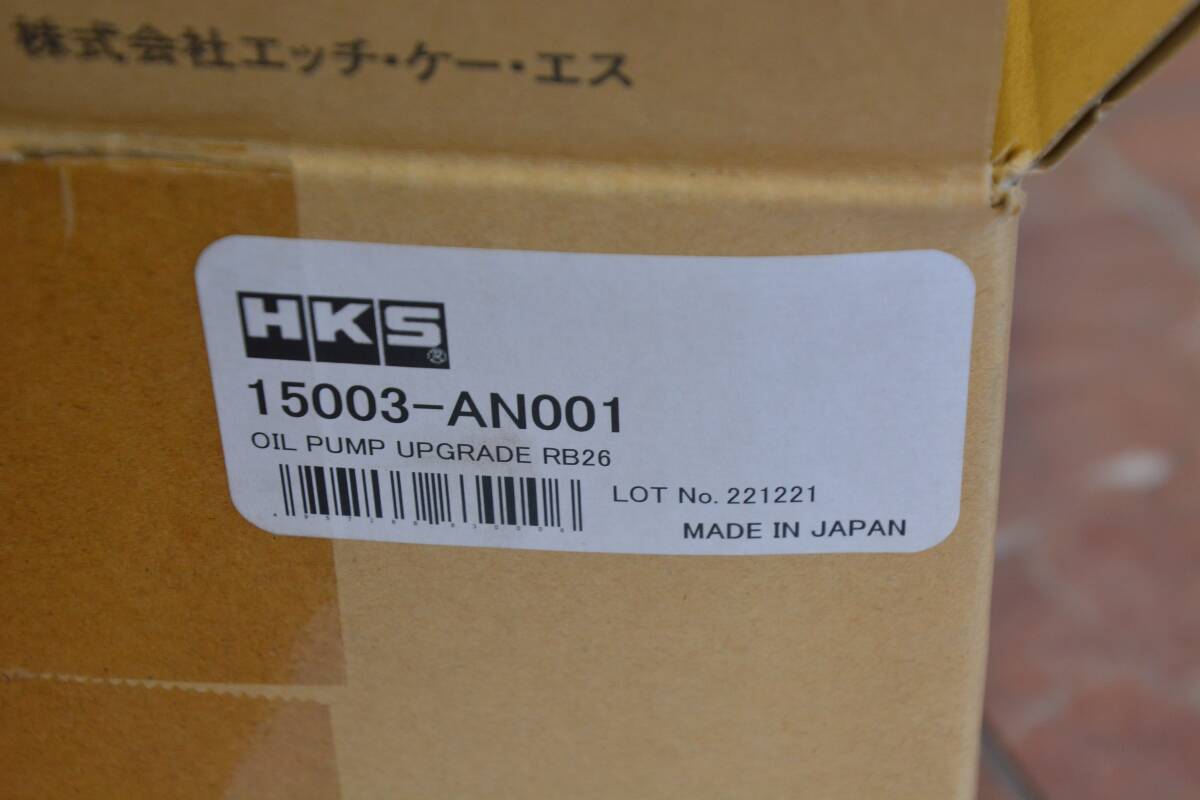 株式会社エッチ・ケー・エス
HKS®
15003-AN001
OIL PUMP UPGRADE RB26
LOT No. 221221
MADE IN JAPAN